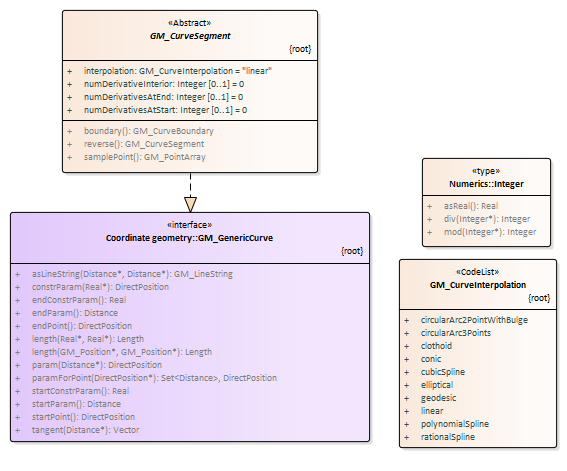 «Abstract»
GM_CurveSegment
{root}
+ interpolation: GM_CurveInterpolation = "linear"
+ numDerivativeInterior: Integer [0..1] = 0
+ numDerivativesAtEnd: Integer [0..1] = 0
+ numDerivativesAtStart: Integer [0..1] = 0
+ boundary(): GM_CurveBoundary
+ reverse(): GM_CurveSegment
+ samplePoint(): GM_PointArray
«interface»
Coordinate geometry::GM_GenericCurve
{root}
+ asLineString(Distance*, Distance*): GM_LineString
+ constrParam(Real*): DirectPosition
+ endConstrParam(): Real
+ endParam(): Distance
+ endPoint(): DirectPosition
+ length(Real*, Real*): Length
+ length(GM_Position*, GM_Position*): Length
+ param(Distance*): DirectPosition
+ paramForPoint(DirectPosition*): Set<Distance>, DirectPosition
+ startConstrParam(): Real
+ startParam(): Distance
+ startPoint(): DirectPosition
+ tangent(Distance*): Vector
«type»
Numerics::Integer
+ asReal(): Real
+ div(Integer*): Integer
+ mod(Integer*): Integer
«CodeList»
GM_CurveInterpolation
{root}
+ circularArc2PointWithBulge
+ circularArc3Points
+ clothoid
+ conic
+ cubicSpline
+ elliptical
+ geodesic
+ linear
+ polynomialSpline
+ rationalSpline